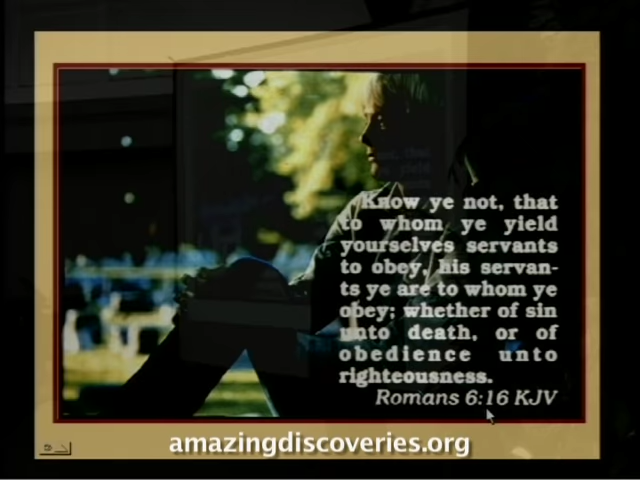 Know ye not, that
to whom ye yield
yourselves servants
to obey, his servan-
ts ye are to whom ye
obey; whether of sin
unto death, or of
obedience unto
righteousness.
Romans 6:16 KJV
amazingdiscoveries.org